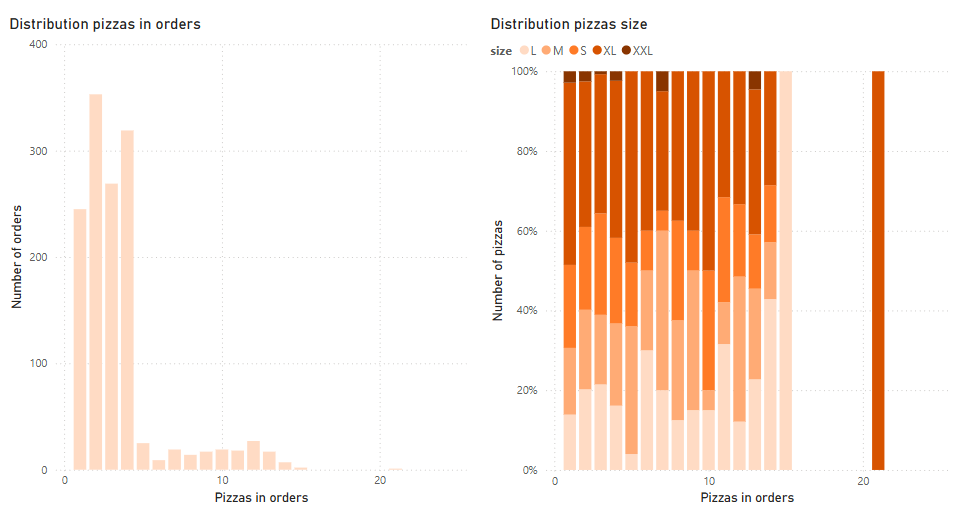 Distribution pizzas in orders
400
300
200
100
0
Number of orders
0 10 20
Pizzas in orders
Distribution pizzas size
size L M S XL XXL
100%
80%
60%
40%
20%
0%
Number of pizzas
0 10 20
Pizzas in orders